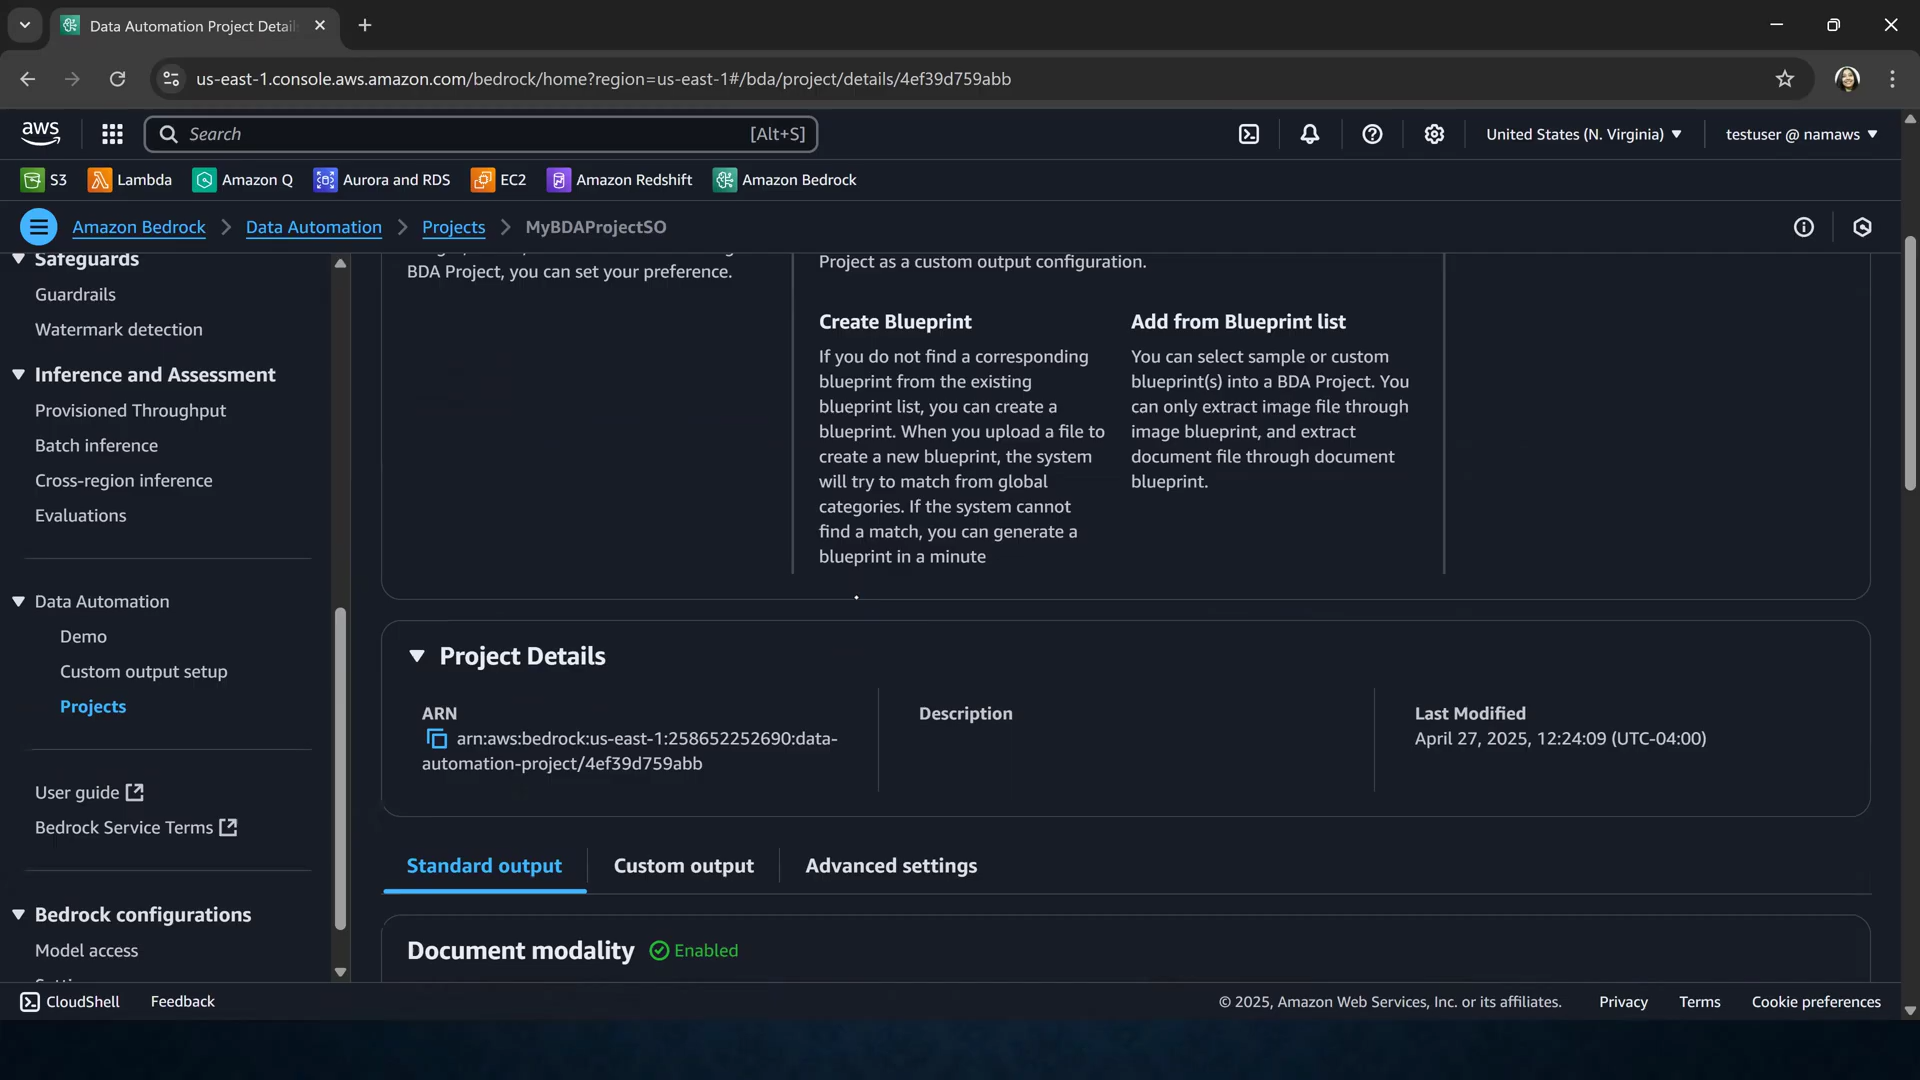 Data Automation Project Detail
us-east-1.console.aws.amazon.com/bedrock/home?region=us-east-1#/bda/project/details/4ef39d759abb
aws
Search
[Alt+S]
United States (N. Virginia)
testuser @ namaws
S3
Lambda
Amazon Q
Aurora and RDS
EC2
Amazon Redshift
Amazon Bedrock
Amazon Bedrock
Data Automation
Projects
MyBDAProjectSO
Safeguards
Guardrails
Watermark detection
Inference and Assessment
Provisioned Throughput
Batch inference
Cross-region inference
Evaluations
Data Automation
Demo
Custom output setup
Projects
User guide
Bedrock Service Terms
Bedrock configurations
Model access
BDA Project, you can set your preference.
Project as a custom output configuration.
Create Blueprint
If you do not find a corresponding
blueprint from the existing
blueprint list, you can create a
blueprint. When you upload a file to
create a new blueprint, the system
will try to match from global
categories. If the system cannot
find a match, you can generate a
blueprint in a minute
Add from Blueprint list
You can select sample or custom
blueprint(s) into a BDA Project. You
can only extract image file through
image blueprint, and extract
document file through document
blueprint.
Project Details
ARN
arn:aws:bedrock:us-east-1:258652252690:data-
automation-project/4ef39d759abb
Description
Last Modified
April 27, 2025, 12:24:09 (UTC-04:00)
Standard output
Custom output
Advanced settings
Document modality
Enabled
CloudShell
Feedback
© 2025, Amazon Web Services, Inc. or its affiliates.
Privacy
Terms
Cookie preferences